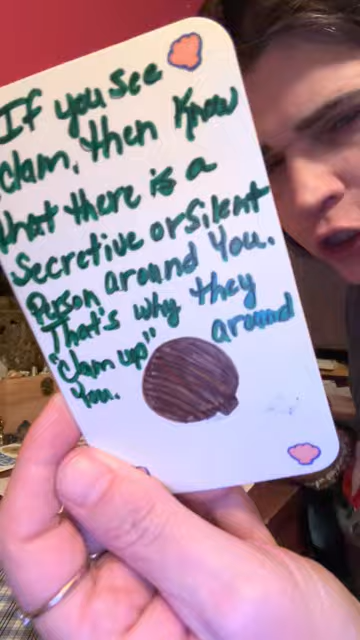 If you see
clam, then know
that there is a
secretive or silent
Person around you.
That's why they
"clam up" around
you.